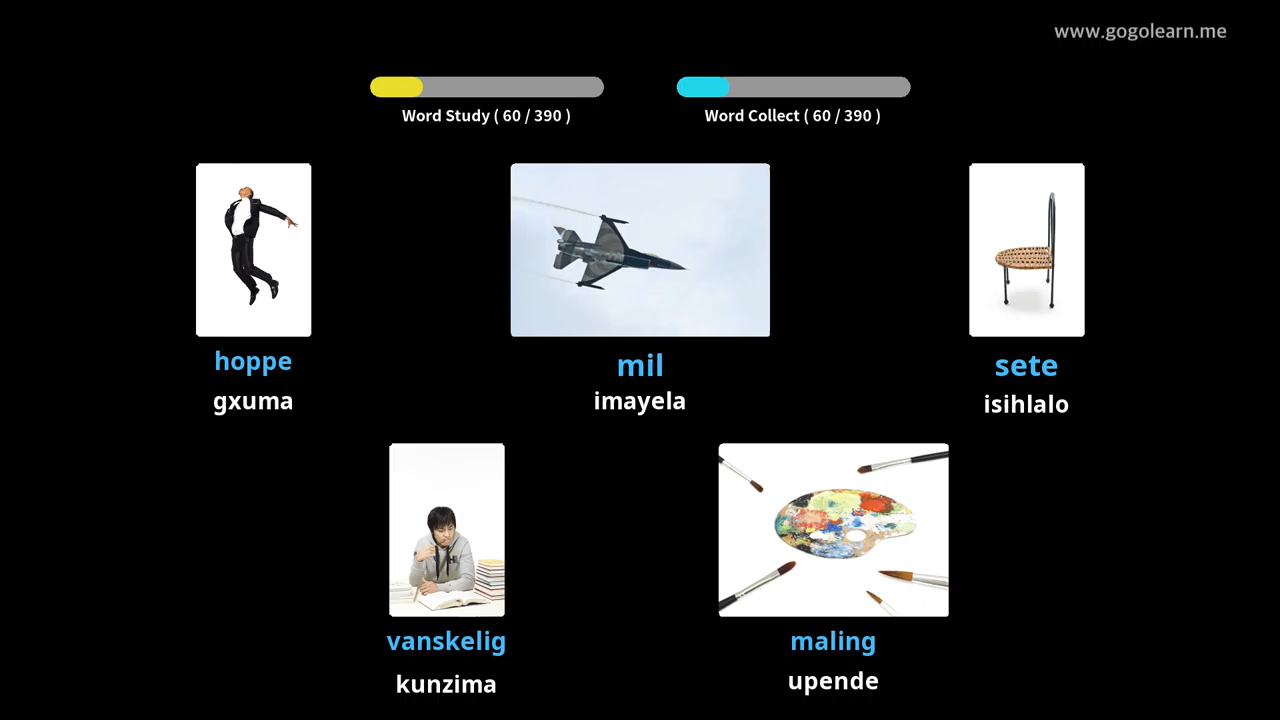 www.gogolearn.me
Word Study ( 60 / 390 )
Word Collect ( 60 / 390 )
hoppe
gxuma
mil
imayela
sete
isihlalo
vanskelig
kunzima
maling
upende